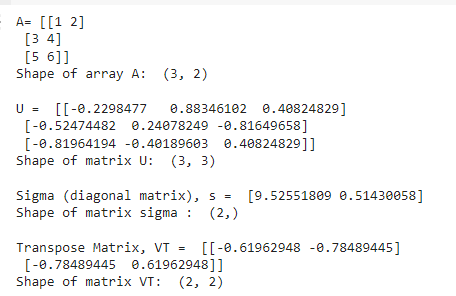 A= [[1 2]
 [3 4]
 [5 6]]
Shape of array A:  (3, 2)

U =  [[-0.2298477   0.88346102  0.40824829]
 [-0.52474482  0.24078249 -0.81649658]
 [-0.81964194 -0.40189603  0.40824829]]
Shape of matrix U:  (3, 3)

Sigma (diagonal matrix), s =  [9.52551809 0.51430058]
Shape of matrix sigma :  (2,)

Transpose Matrix, VT =  [[-0.61962948 -0.78489445]
 [-0.78489445  0.61962948]]
Shape of matrix VT:  (2, 2)